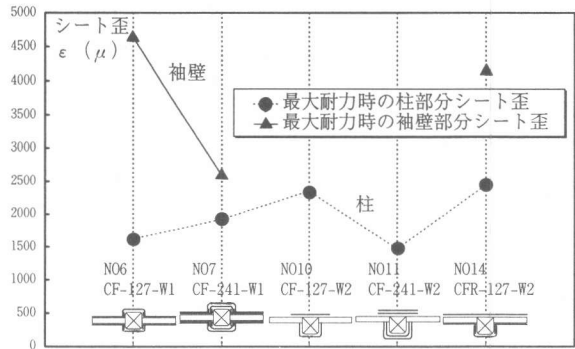 5000
4500
4000
3500
3000
2500
2000
1500
1000
500
0
シート歪
ε (μ)
袖壁
最大耐力時の柱部分シート歪
最大耐力時の袖壁部分シート歪
柱
NO6
CF-127-W1
NO7
CF-241-W1
NO10
CF-127-W2
NO11
CF-241-W2
NO14
CFR-127-W2